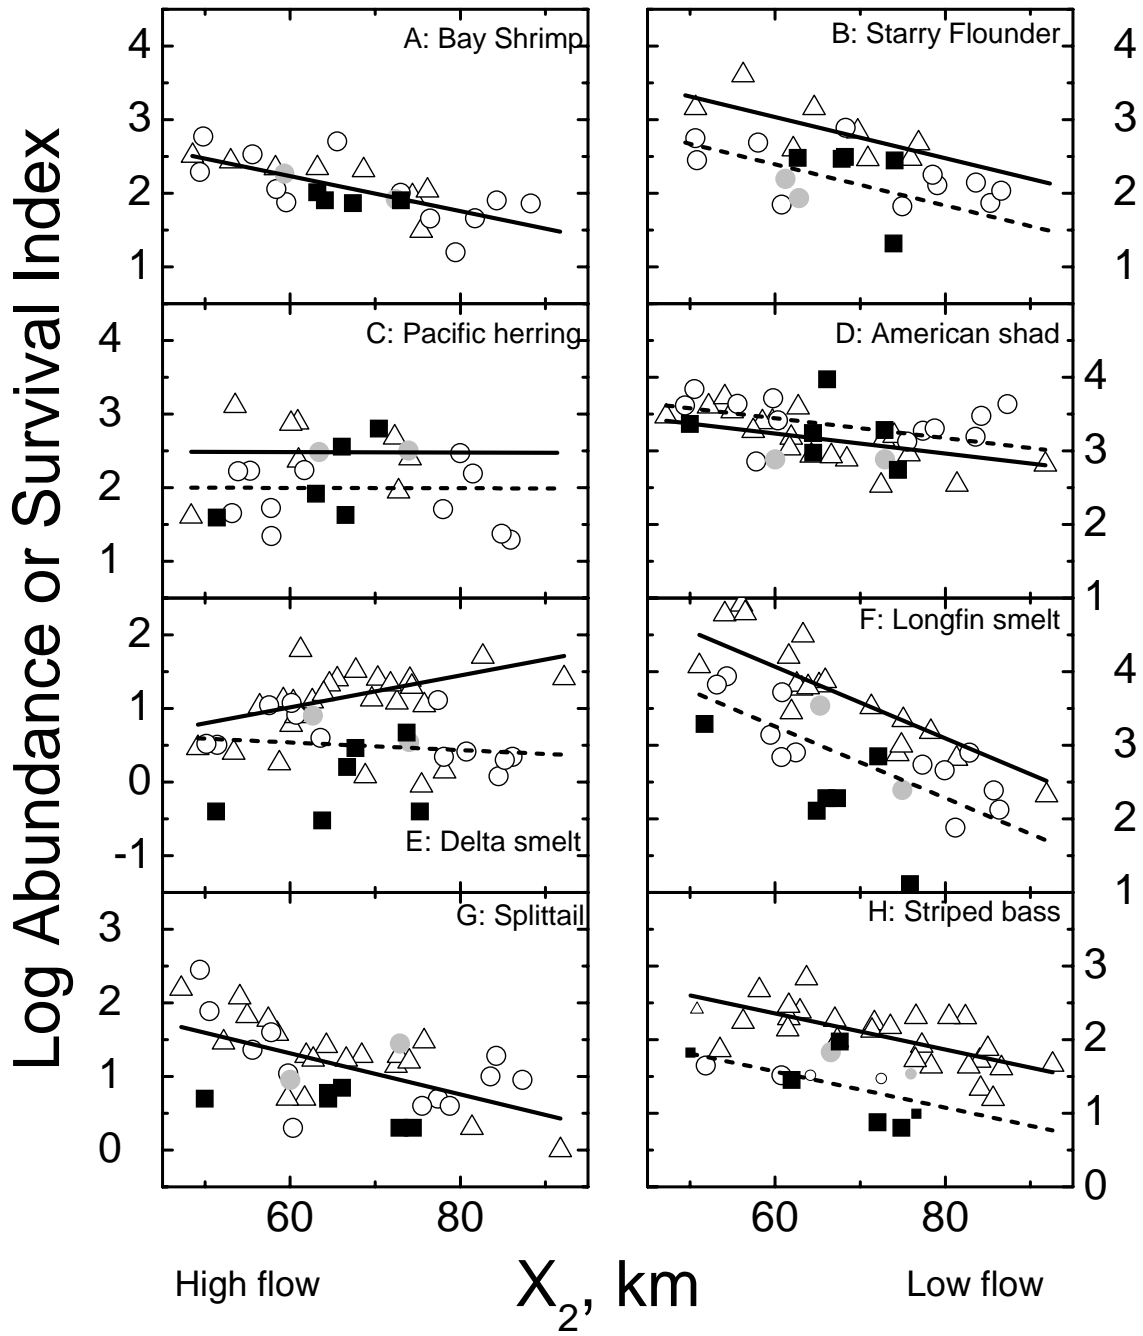 Log Abundance or Survival Index
A: Bay Shrimp
4
3
2
1
B: Starry Flounder
4
3
2
1
C: Pacific herring
4
3
2
1
D: American shad
4
3
2
1
E: Delta smelt
2
1
0
-1
F: Longfin smelt
4
3
2
1
G: Splittail
3
2
1
0
H: Striped bass
3
2
1
0
60 80
60 80
High flow
X2, km
Low flow